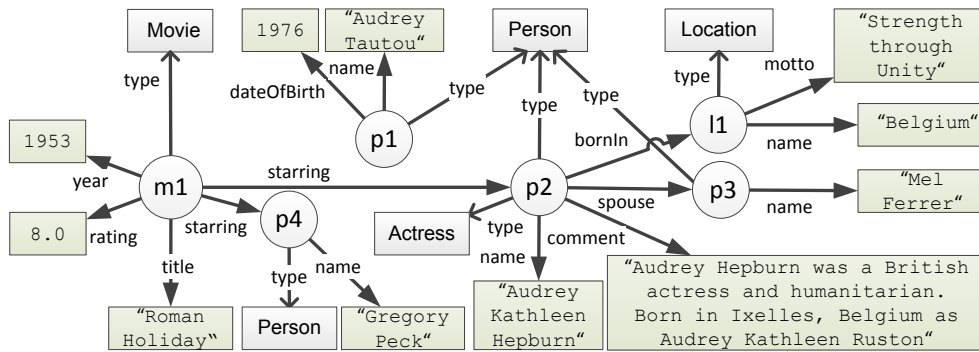 Movie
1976
“Audrey
Tautou“
Person
Location
“Strength
through
Unity“
type
dateOfBirth
name
type
type
type
type
motto
p1
l1
“Belgium“
name
bornIn
1953
year
m1
starring
p2
spouse
p3
“Mel
Ferrer“
name
8.0
rating
starring
p4
Actress
type
name
comment
title
type
name
“Roman
Holiday“
Person
“Gregory
Peck“
“Audrey
Kathleen
Hepburn“
“Audrey Hepburn was a British
actress and humanitarian.
Born in Ixelles, Belgium as
Audrey Kathleen Ruston“